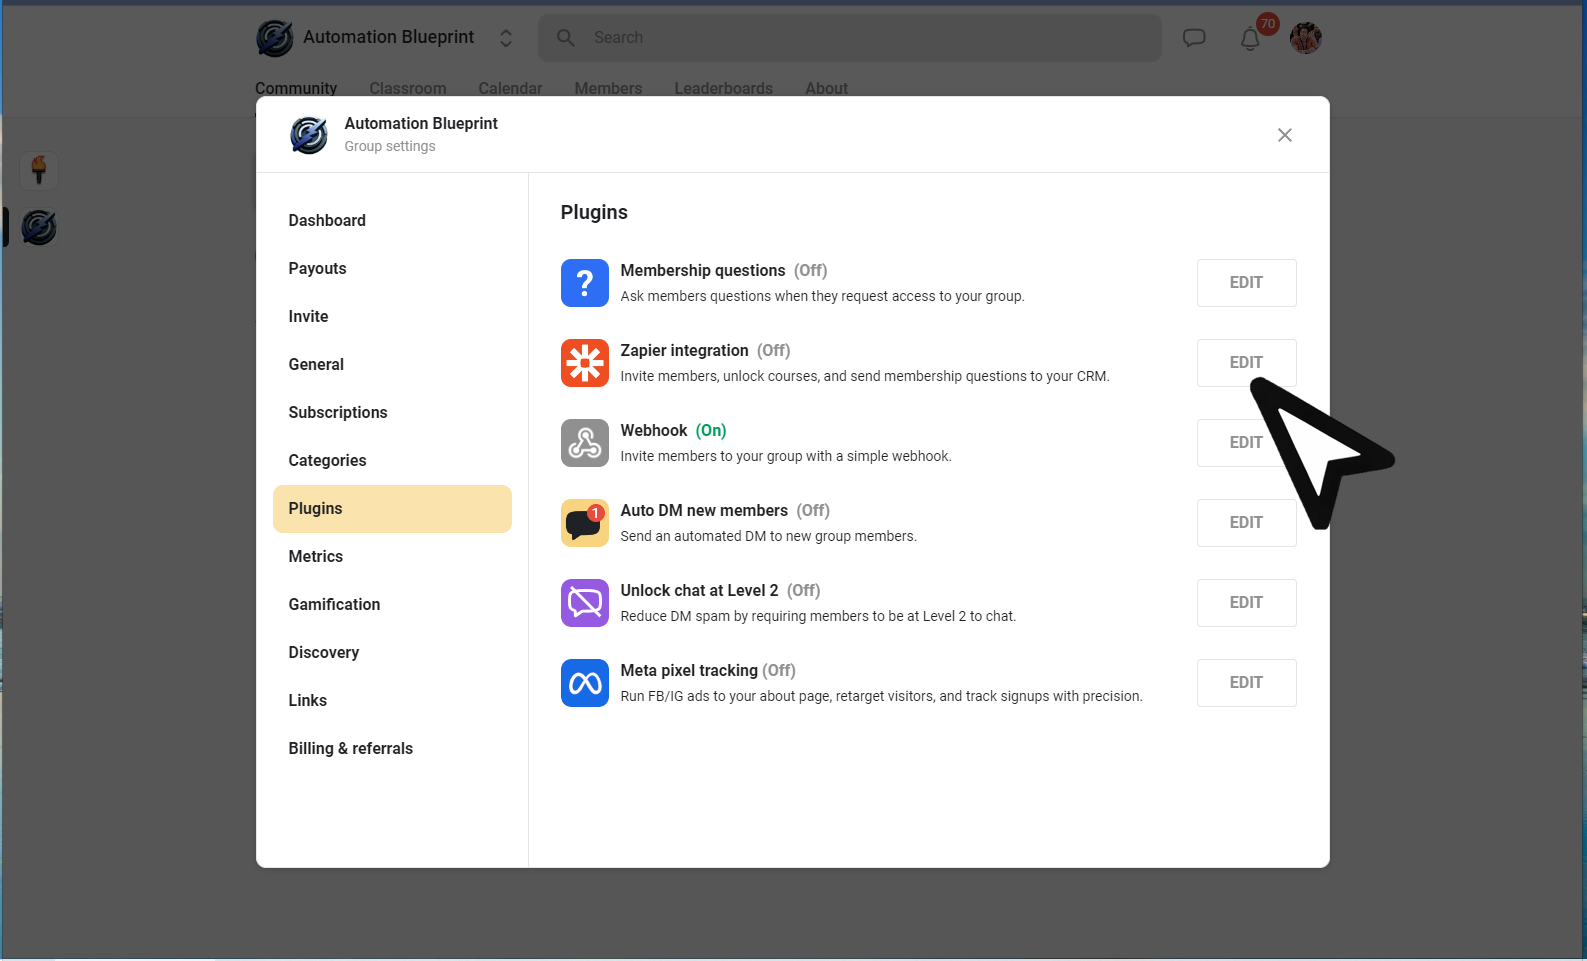 Automation Blueprint
Search
70
Community Classroom Calendar Members Leaderboards About
Automation Blueprint
Group settings
Dashboard
Payouts
Invite
General
Subscriptions
Categories
Plugins
Metrics
Gamification
Discovery
Links
Billing & referrals
Plugins
?
Membership questions (Off)
Ask members questions when they request access to your group.
EDIT
Zapier integration (Off)
Invite members, unlock courses, and send membership questions to your CRM.
EDIT
Webhook (On)
Invite members to your group with a simple webhook.
EDIT
1
Auto DM new members (Off)
Send an automated DM to new group members.
EDIT
Unlock chat at Level 2 (Off)
Reduce DM spam by requiring members to be at Level 2 to chat.
EDIT
Meta pixel tracking (Off)
Run FB/IG ads to your about page, retarget visitors, and track signups with precision.
EDIT